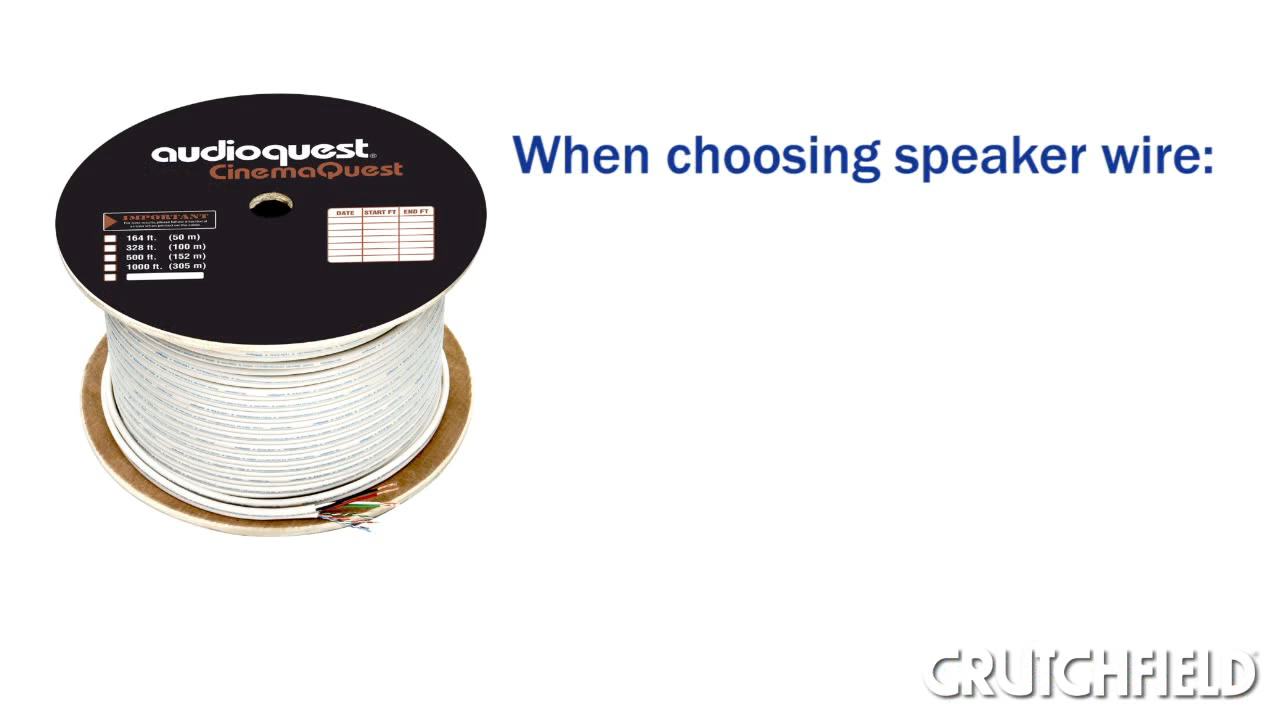 audioquest®
CinemaQuest
When choosing speaker wire:
IMPORTANT
164 ft. (50 m)
328 ft. (100 m)
500 ft. (152 m)
1000 ft. (305 m)
DATE START FT END FT
CRUTCHFIELD